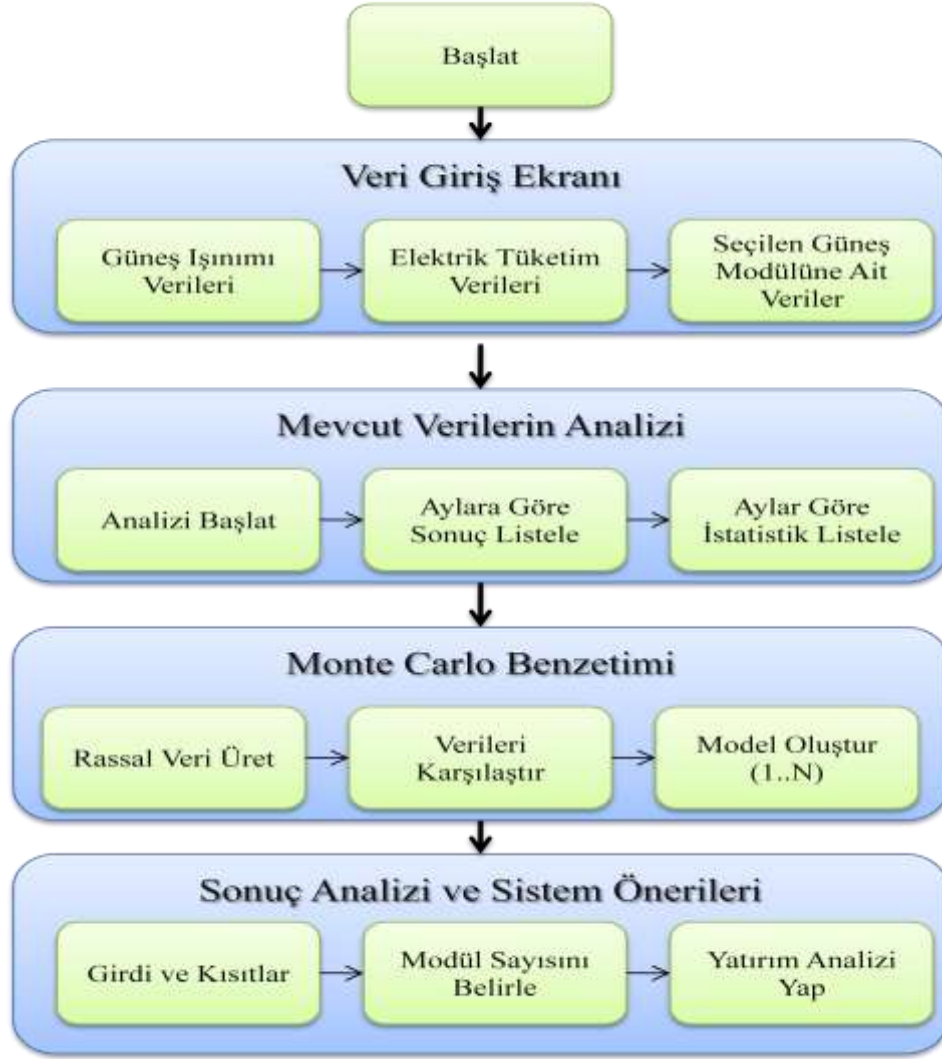 Başlat
Veri Giriş Ekranı
Güneş Işınımı
Verileri
Elektrik Tüketim
Verileri
Seçilen Güneş
Modülüne Ait
Veriler
Mevcut Verilerin Analizi
Analizi Başlat
Aylara Göre
Sonuç Listele
Aylar Göre
İstatistik Listele
Monte Carlo Benzetimi
Rassal Veri Üret
Verileri
Karşılaştır
Model Oluştur
(1..N)
Sonuç Analizi ve Sistem Önerileri
Girdi ve Kısıtlar
Modül Sayısını
Belirle
Yatırım Analizi
Yap